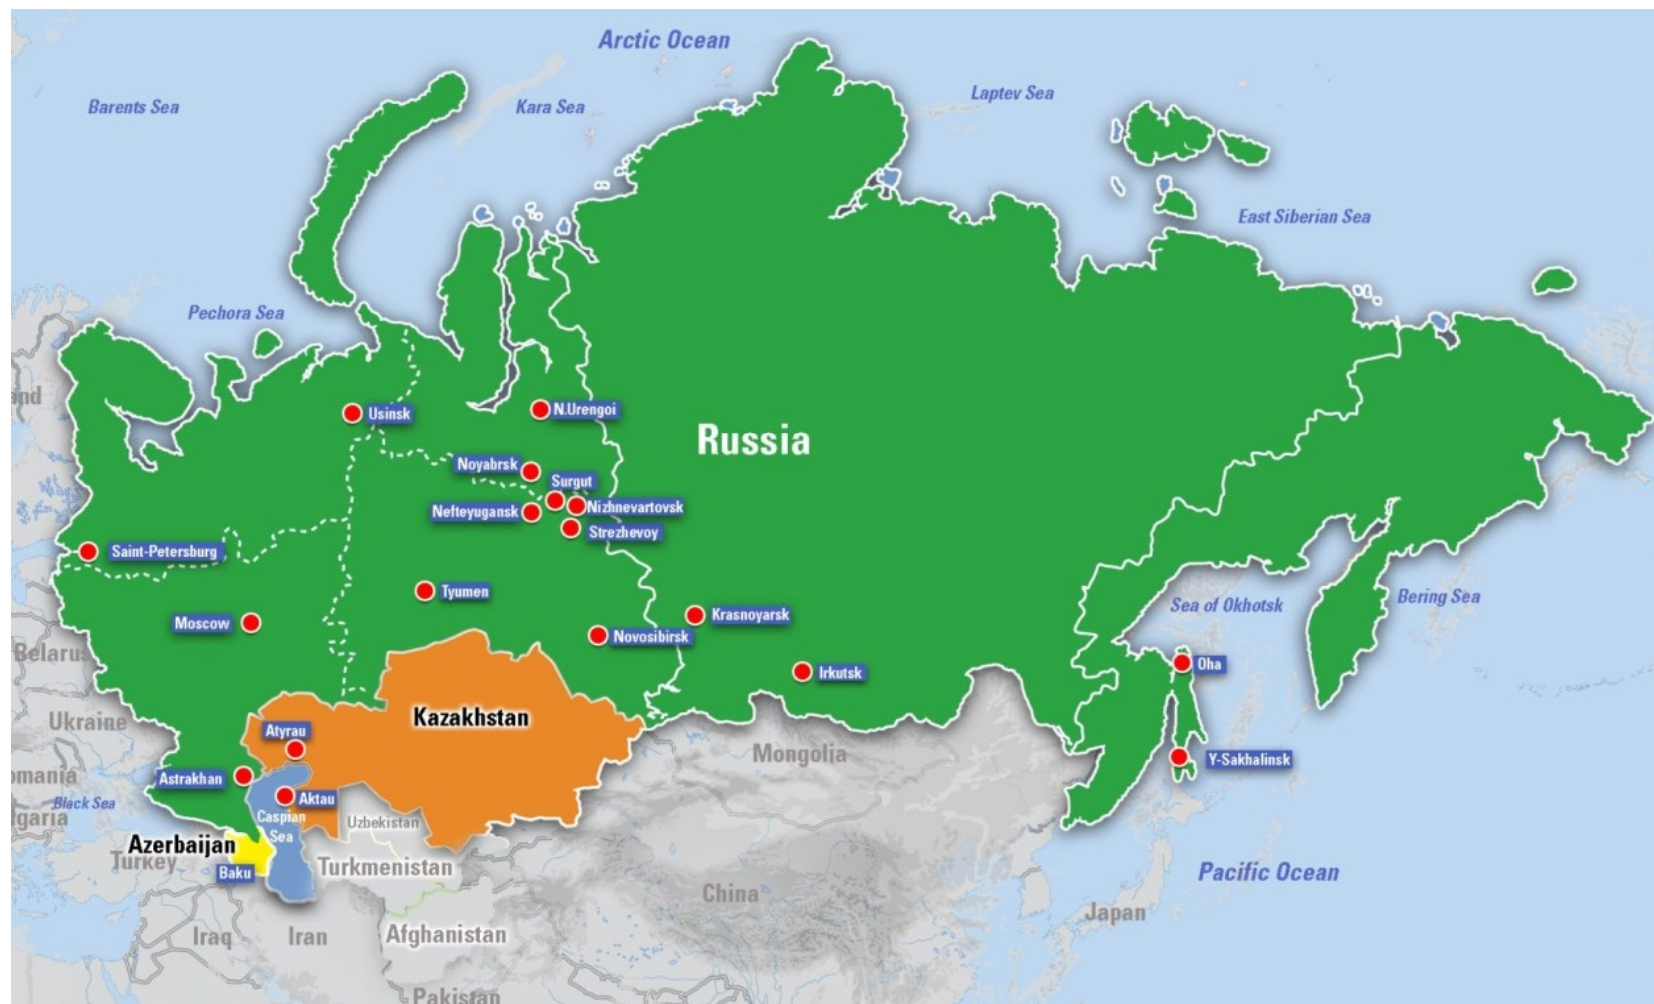 Arctic Ocean
Barents Sea
Kara Sea
Laptev Sea
East Siberian Sea
Pechora Sea
Usinsk
N.Urengoi
Russia
Noyabrsk
Surgut
Nefteyugansk
Nizhnevartovsk
Strezhevoy
Saint-Petersburg
Tyumen
Bering Sea
Sea of Okhotsk
Moscow
Krasnoyarsk
Novosibirsk
Belarus
Oha
Irkutsk
Ukraine
Kazakhstan
Atyrau
Mongolia
Y-Sakhalinsk
omania
Astrakhan
Aktau
Black Sea
lgaria
Caspian
Sea
Uzbekistan
Azerbaijan
Turkey
Baku
Turkmenistan
Pacific Ocean
China
Japan
Iraq
Iran
Afghanistan
Pakistan